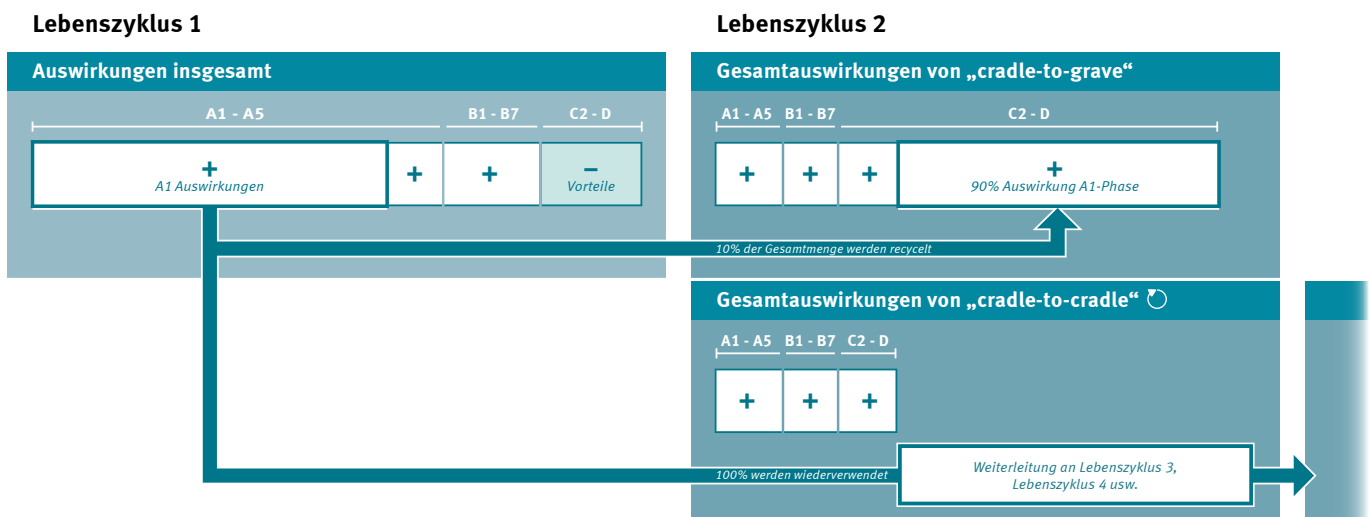 Lebenszyklus 1
Lebenszyklus 2
Auswirkungen insgesamt
A1 - A5
B1 - B7
C2 - D
+
A1 Auswirkungen
+
+
–
Vorteile
Gesamtauswirkungen von „cradle-to-grave“
A1 - A5
B1 - B7
C2 - D
+
+
+
+
90% Auswirkung A1-Phase
10% der Gesamtmenge werden recycelt
Gesamtauswirkungen von „cradle-to-cradle“
A1 - A5
B1 - B7
C2 - D
+
+
+
100% werden wiederverwendet
Weiterleitung an Lebenszyklus 3,
Lebenszyklus 4 usw.